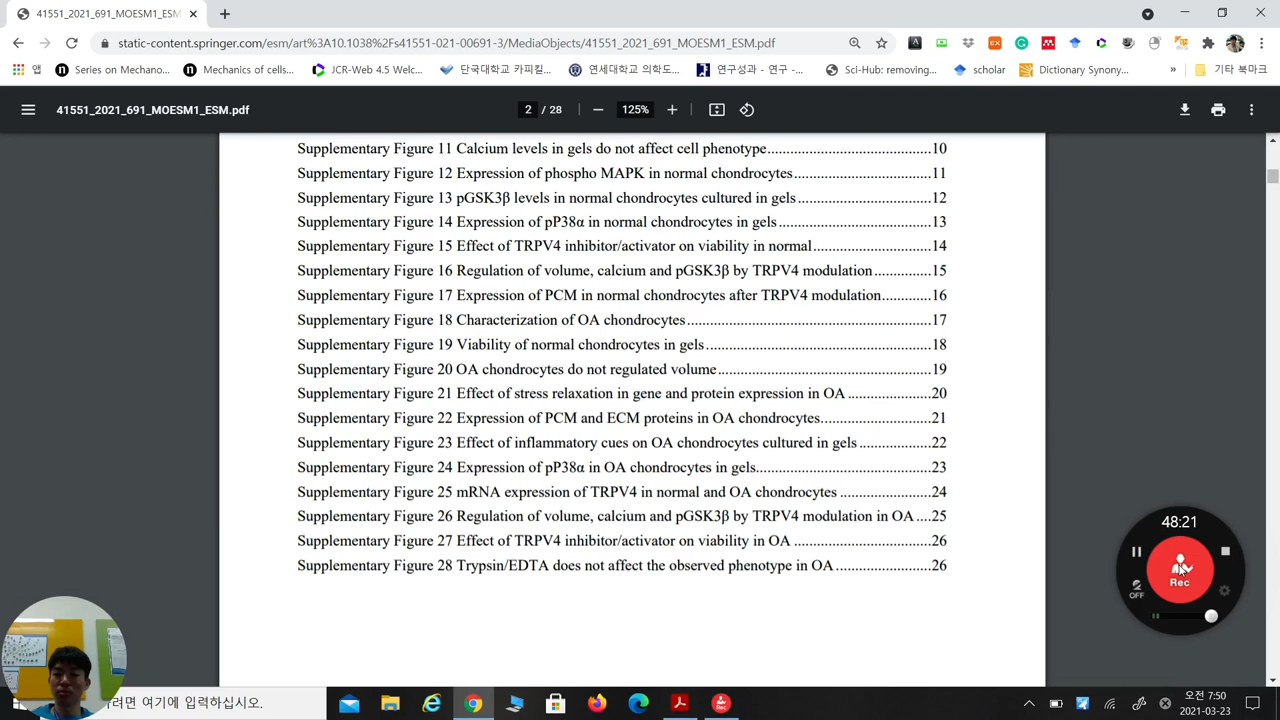 41551_2021_691_MOESM1_ESM.pdf
static-content.springer.com/esm/art%3A10.1038%2Fs41551-021-00691-3/MediaObjects/41551_2021_691_MOESM1_ESM.pdf
앱 Series on Mechano... Mechanics of cells... JCR-Web 4.5 Welc... 단국대학교 카피킬... 연세대학교 의학도... 연구성과 - 연구 -... Sci-Hub: removing... scholar Dictionary Synony... » 기타 북마크
41551_2021_691_MOESM1_ESM.pdf 2 / 28 125%
Supplementary Figure 11 Calcium levels in gels do not affect cell phenotype 10
Supplementary Figure 12 Expression of phospho MAPK in normal chondrocytes 11
Supplementary Figure 13 pGSK3β levels in normal chondrocytes cultured in gels 12
Supplementary Figure 14 Expression of pP38α in normal chondrocytes in gels 13
Supplementary Figure 15 Effect of TRPV4 inhibitor/activator on viability in normal 14
Supplementary Figure 16 Regulation of volume, calcium and pGSK3β by TRPV4 modulation 15
Supplementary Figure 17 Expression of PCM in normal chondrocytes after TRPV4 modulation 16
Supplementary Figure 18 Characterization of OA chondrocytes 17
Supplementary Figure 19 Viability of normal chondrocytes in gels 18
Supplementary Figure 20 OA chondrocytes do not regulated volume 19
Supplementary Figure 21 Effect of stress relaxation in gene and protein expression in OA 20
Supplementary Figure 22 Expression of PCM and ECM proteins in OA chondrocytes 21
Supplementary Figure 23 Effect of inflammatory cues on OA chondrocytes cultured in gels 22
Supplementary Figure 24 Expression of pP38α in OA chondrocytes in gels 23
Supplementary Figure 25 mRNA expression of TRPV4 in normal and OA chondrocytes 24
Supplementary Figure 26 Regulation of volume, calcium and pGSK3β by TRPV4 modulation in OA 25
Supplementary Figure 27 Effect of TRPV4 inhibitor/activator on viability in OA 26
Supplementary Figure 28 Trypsin/EDTA does not affect the observed phenotype in OA 26
48:21
Rec
OFF
려면 여기에 입력하십시오.
Rec
오전 7:50
2021-03-23